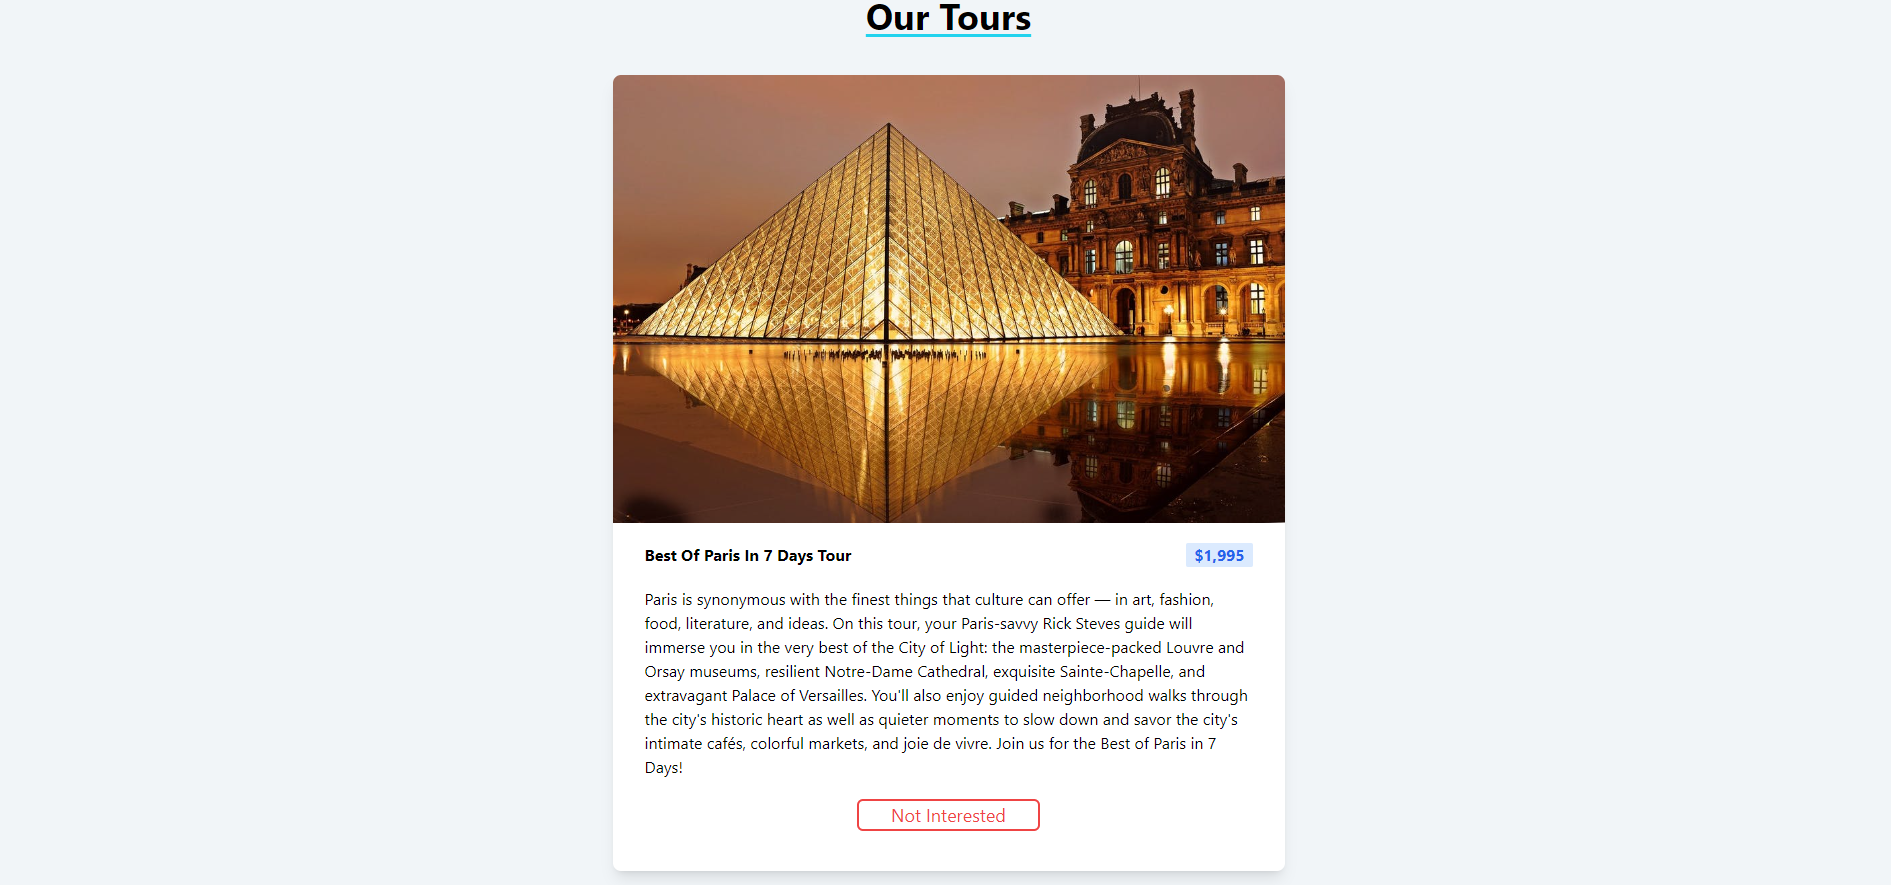 Our Tours
Best Of Paris In 7 Days Tour
$1,995
Paris is synonymous with the finest things that culture can offer — in art, fashion,
food, literature, and ideas. On this tour, your Paris-savvy Rick Steves guide will
immerse you in the very best of the City of Light: the masterpiece-packed Louvre and
Orsay museums, resilient Notre-Dame Cathedral, exquisite Sainte-Chapelle, and
extravagant Palace of Versailles. You'll also enjoy guided neighborhood walks through
the city's historic heart as well as quieter moments to slow down and savor the city's
intimate cafés, colorful markets, and joie de vivre. Join us for the Best of Paris in 7
Days!
Not Interested